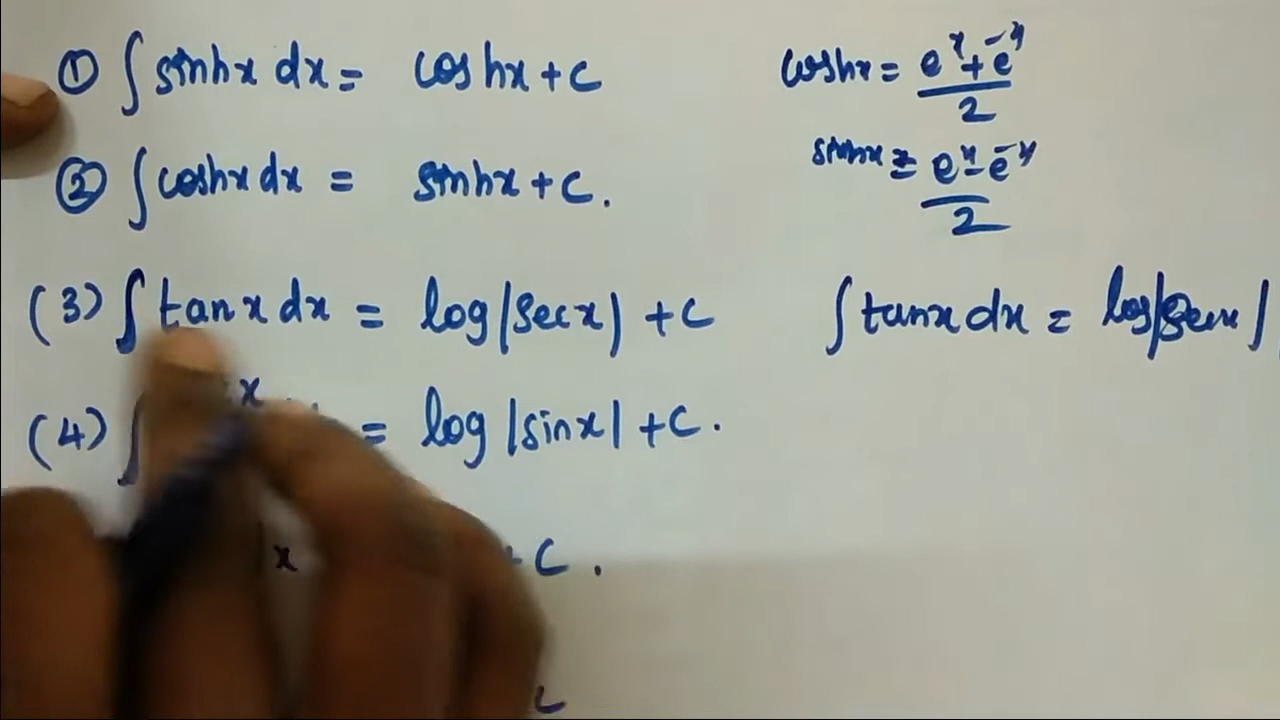 ① ∫ sinhx dx = coshx + c
coshx = (e^x + e^-x)/2
② ∫ coshx dx = sinhx + c.
sinhx = (e^x - e^-x)/2
(3) ∫ tanx dx = log|secx| + c
∫ tanx dx = log|secx|
(4) ∫ x = log|sinx| + c.
x + c.
c